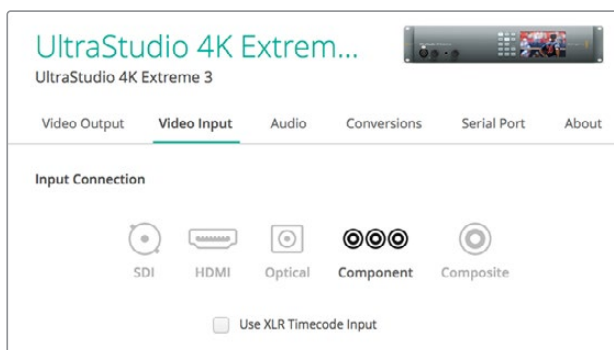 UltraStudio 4K Extrem...
UltraStudio 4K Extreme 3
Video Output Video Input Audio Conversions Serial Port About
Input Connection
SDI HDMI Optical Component Composite
Use XLR Timecode Input